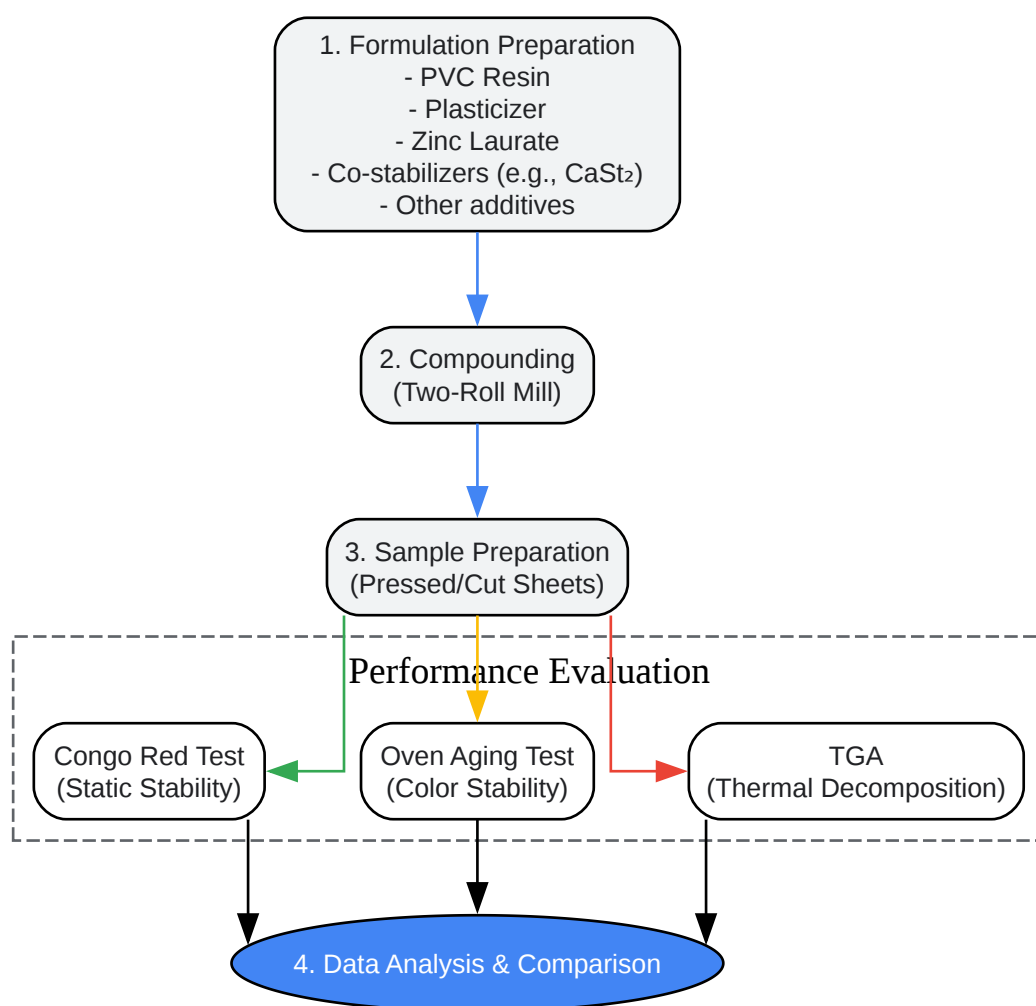 1. Formulation Preparation
- PVC Resin
- Plasticizer
- Zinc Laurate
- Co-stabilizers (e.g., CaSt₂)
- Other additives
2. Compounding
(Two-Roll Mill)
3. Sample Preparation
(Pressed/Cut Sheets)
Performance Evaluation
Congo Red Test
(Static Stability)
Oven Aging Test
(Color Stability)
TGA
(Thermal Decomposition)
4. Data Analysis & Comparison